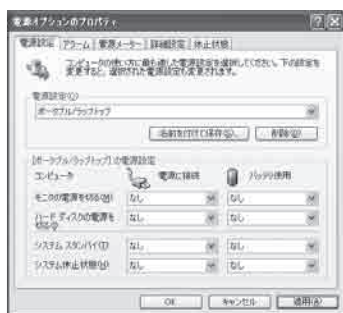 電源オプションのプロパティ
電源設定 アラーム 電源メーター 詳細設定 休止状態
コンピュータの使い方に最も適した電源設定を選択してください。下の設定を
変更すると、選択された電源設定も変更されます。
電源設定(C)
ポータブル/ラップトップ
名前を付けて保存(S)... 削除(D)
[ポータブル/ラップトップ] の電源設定
コンピュータ 電源に接続 バッテリ使用
モニタの電源を切る(M) なし なし
ハード ディスクの電源を
切る(I) なし なし
システム スタンバイ(T) なし なし
システム休止状態(H) なし なし
OK キャンセル 適用(A)